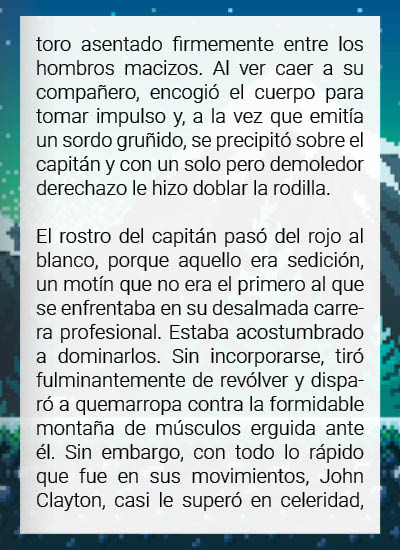 toro asentado firmemente entre los
hombros macizos. Al ver caer a su
compañero, encogió el cuerpo para
tomar impulso y, a la vez que emitía
un sordo gruñido, se precipitó sobre el
capitán y con un solo pero demoledor
derechazo le hizo doblar la rodilla.

El rostro del capitán pasó del rojo al
blanco, porque aquello era sedición,
un motín que no era el primero al que
se enfrentaba en su desalmada carre-
ra profesional. Estaba acostumbrado
a dominarlos. Sin incorporarse, tiró
fulminantemente de revólver y dispa-
ró a quemarropa contra la formidable
montaña de músculos erguida ante
él. Sin embargo, con todo lo rápido
que fue en sus movimientos, John
Clayton, casi le superó en celeridad,